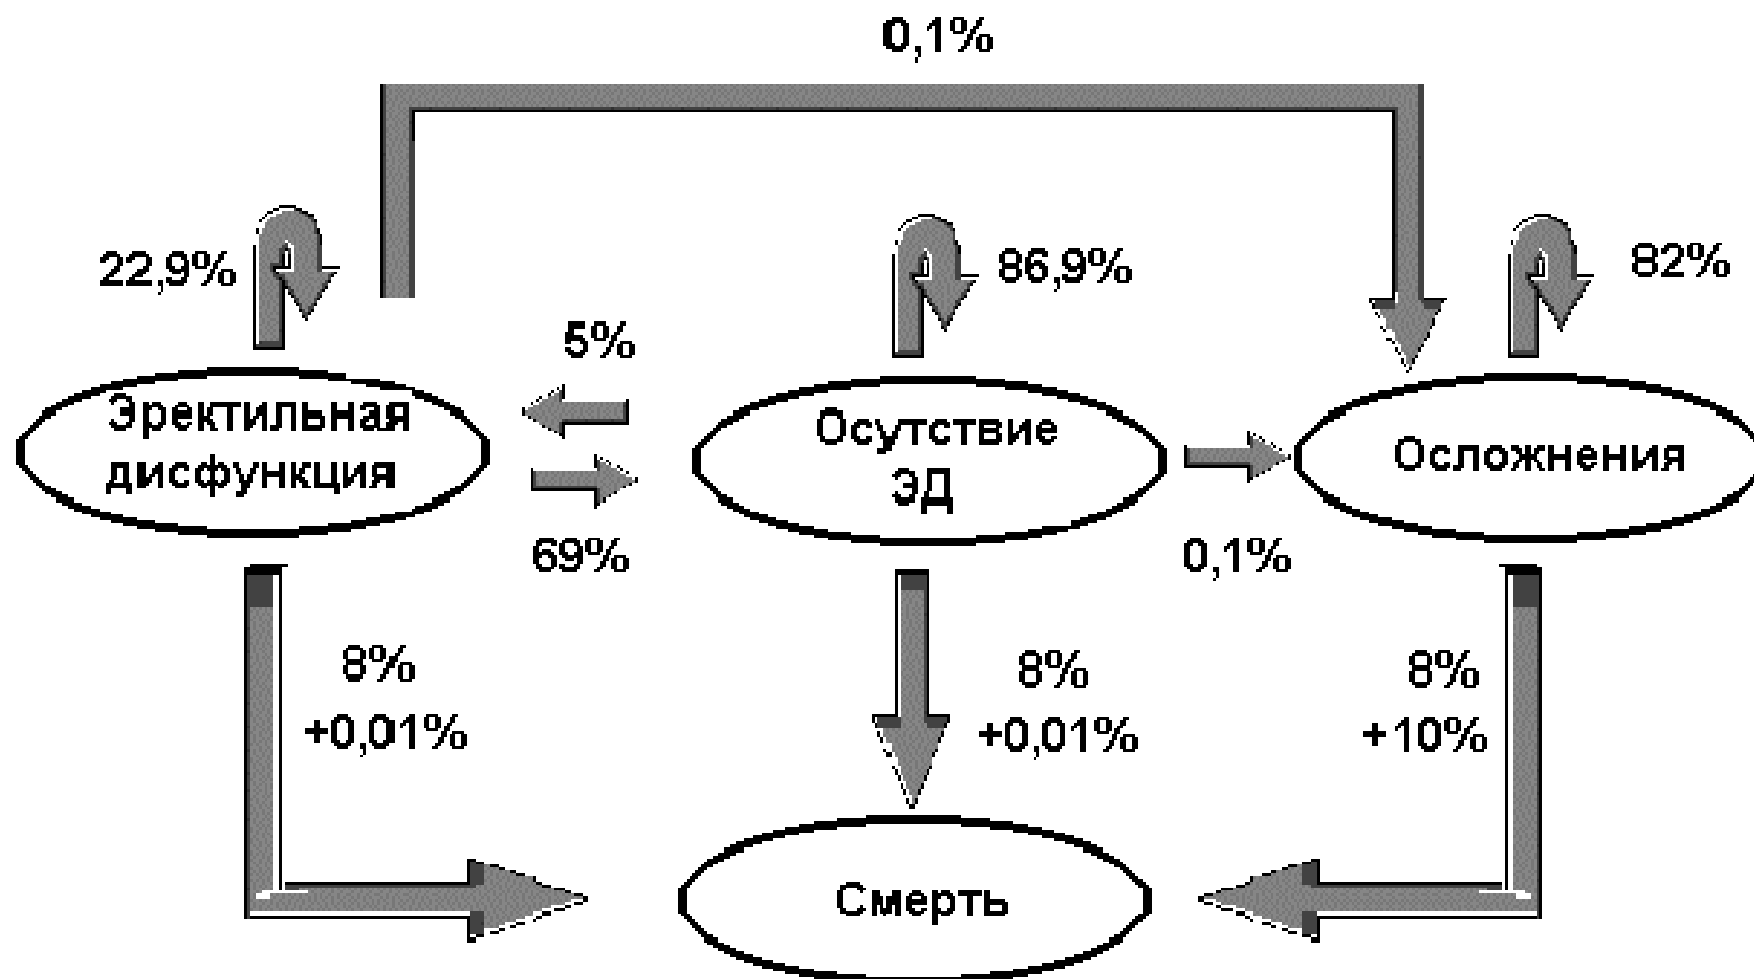 0,1%
22,9%
86,9%
82%
5%
Эректильная
дисфункция
Осутствие
ЭД
Осложнения
69%
0,1%
8%
+0,01%
8%
+0,01%
8%
+10%
Смерть